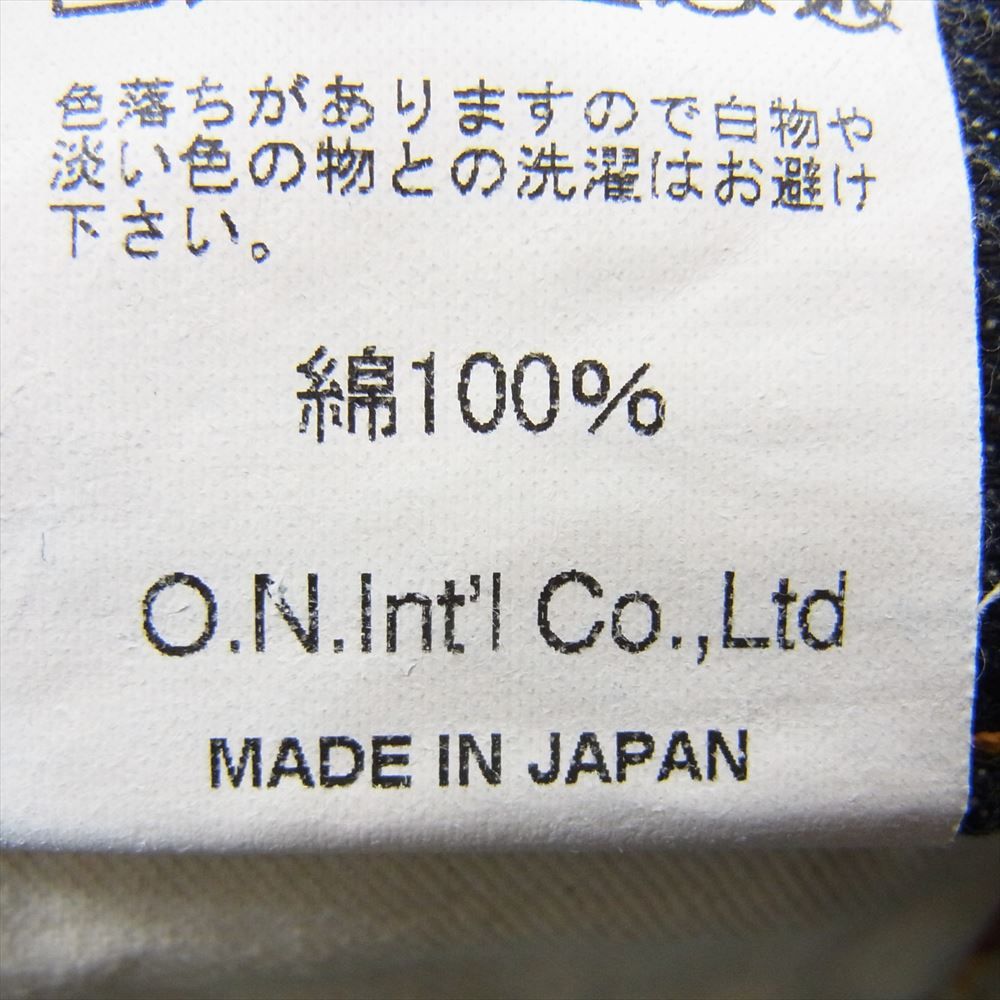 色落ちがありますので白物や
淡い色の物との洗濯はお避け
下さい。
綿100%
O.N.Int'l Co.,Ltd
MADE IN JAPAN